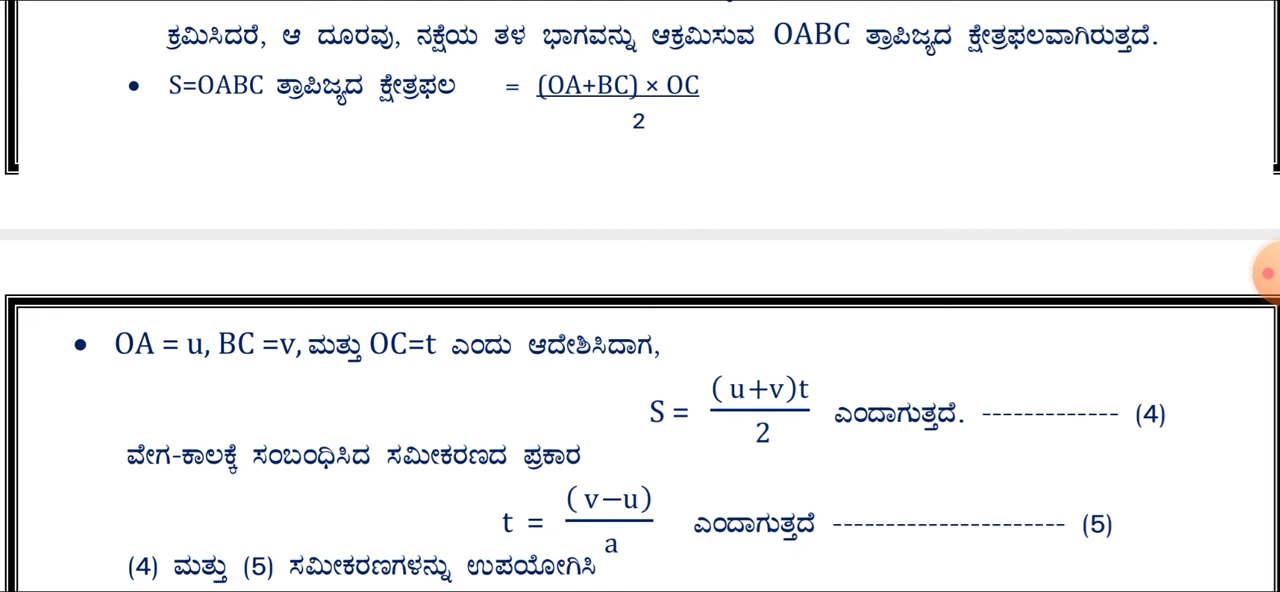 ಕ್ರಮಿಸಿದರೆ, ಆ ದೂರವು, ನಕ್ಷೆಯ ತಳ ಭಾಗವನ್ನು ಆಕ್ರಮಿಸುವ OABC ತ್ರಾಪಿಜ್ಯದ ಕ್ಷೇತ್ರಫಲವಾಗಿರುತ್ತದೆ.
• S=OABC ತ್ರಾಪಿಜ್ಯದ ಕ್ಷೇತ್ರಫಲ = (OA+BC) × OC
2
• OA = u, BC =v, ಮತ್ತು OC=t ಎಂದು ಆದೇಶಿಸಿದಾಗ,
( u+v)t
S = ಎಂದಾಗುತ್ತದೆ. ------------- (4)
2
ವೇಗ-ಕಾಲಕ್ಕೆ ಸಂಬಂಧಿಸಿದ ಸಮೀಕರಣದ ಪ್ರಕಾರ
( v−u)
t = ಎಂದಾಗುತ್ತದೆ ----------------------- (5)
a
(4) ಮತ್ತು (5) ಸಮೀಕರಣಗಳನ್ನು ಉಪಯೋಗಿಸಿ